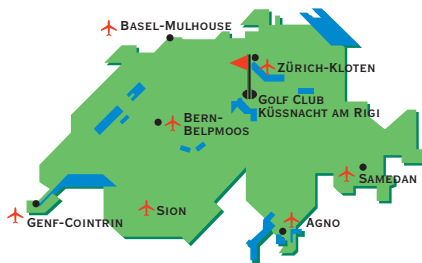 BASEL-MULHOUSE
ZÜRICH-KLOTEN
GOLF CLUB
KÜSSNACHT AM RIGI
BERN-
BELPMOOS
SAMEDAN
SION
GENF-COINTRIN
AGNO